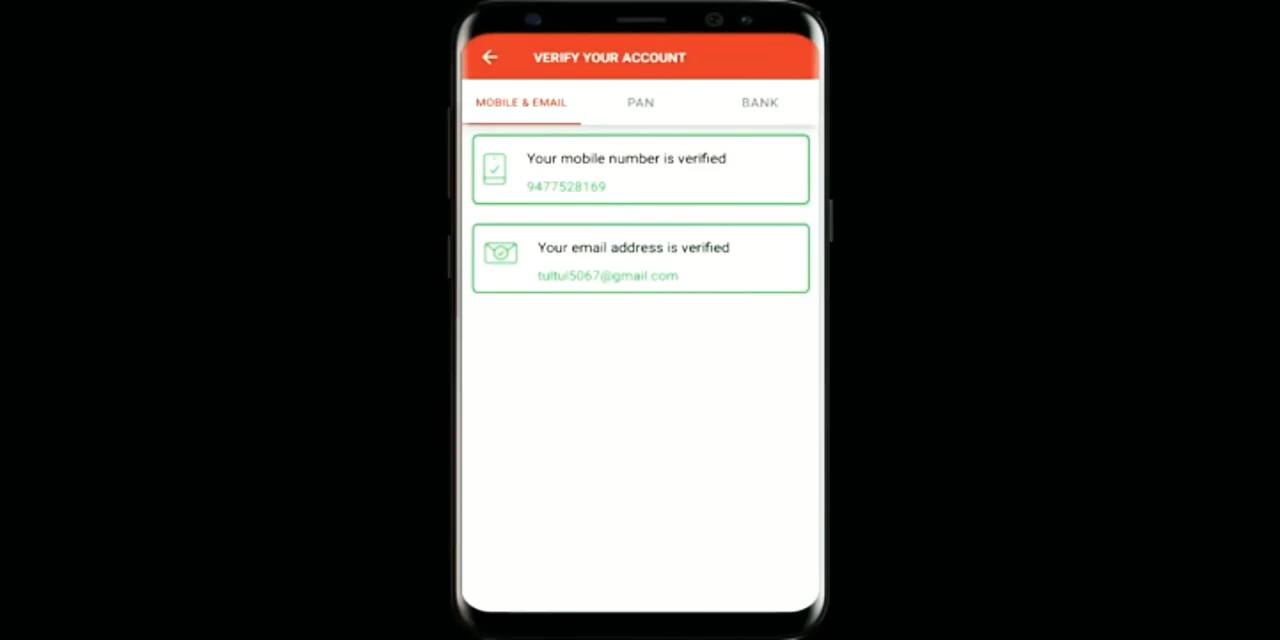 VERIFY YOUR ACCOUNT
MOBILE & EMAIL PAN BANK
Your mobile number is verified
9477528169
Your email address is verified
tultul5067@gmail.com